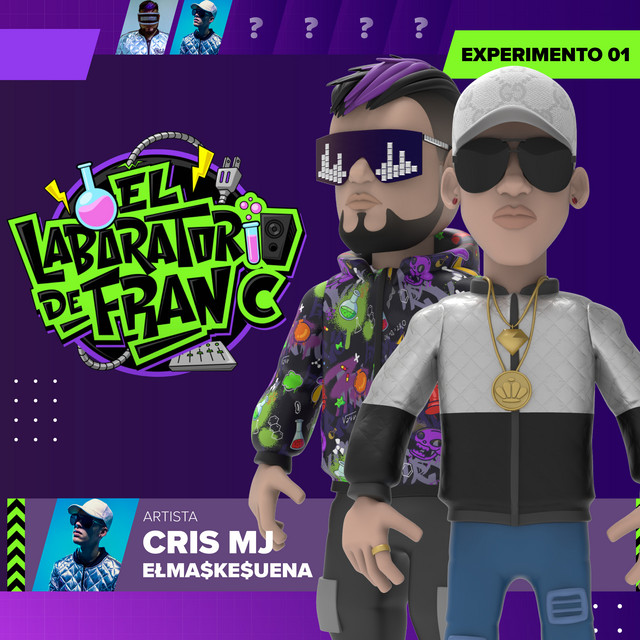 ? ? ? ?
EXPERIMENTO 01
EL
LABORATORIO
DE FRAN C
ARTISTA
CRIS MJ
EŁMA$KE$UENA